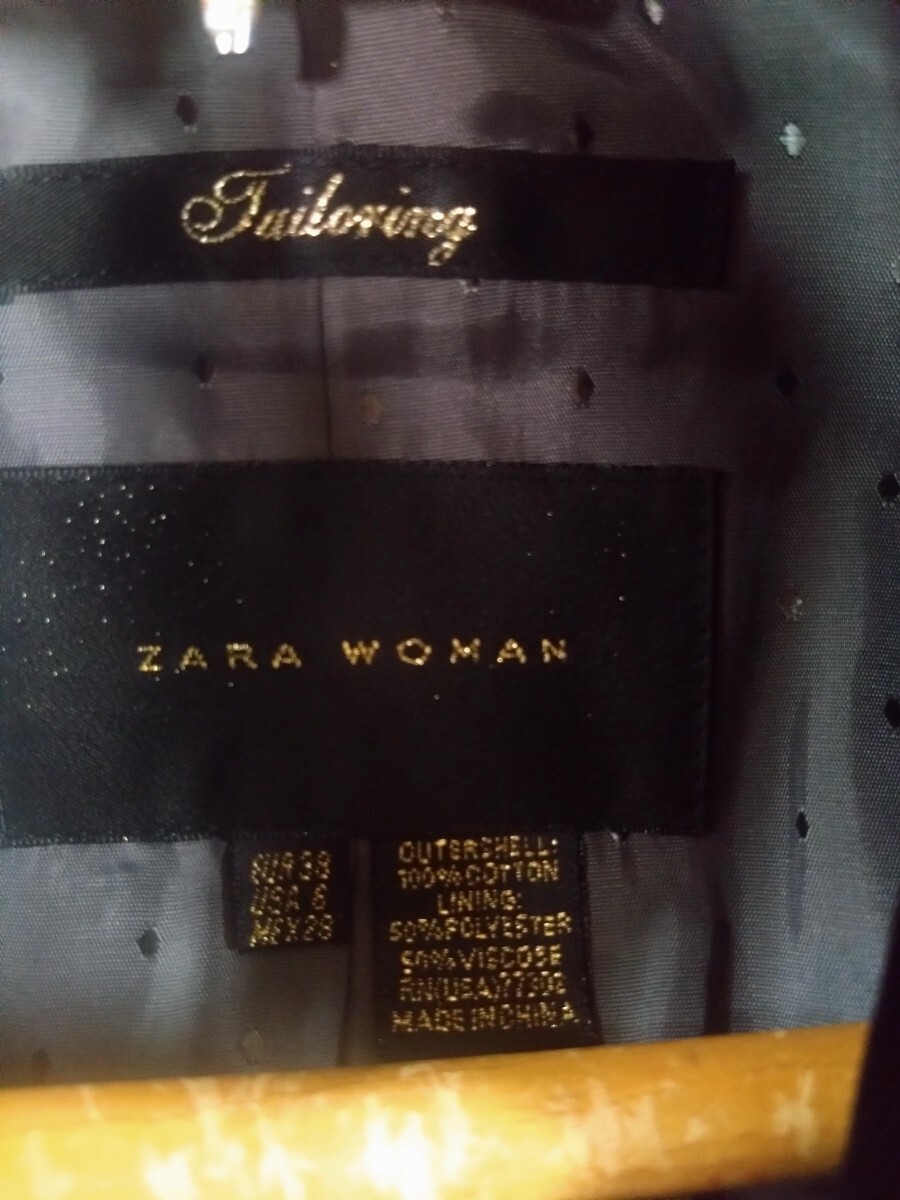 Tailoring
ZARA WOMAN
EUR 38
USA 6
MEX 28
OUTERSHELL:
100% COTTON
LINING:
50% POLYESTER
50% VISCOSE
RN(USA)77302
MADE IN CHINA